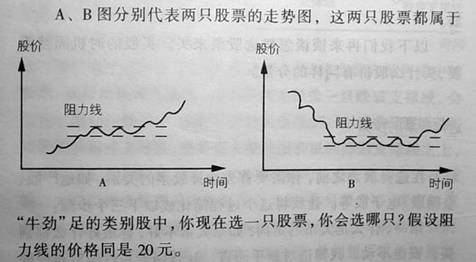 A、B图分别代表两只股票的走势图，这两只股票都属于
股价
阻力线
时间
A
股价
阻力线
时间
B
“牛劲”足的类别股中，你现在选一只股票，你会选哪只？假设阻
力线的价格同是20元。